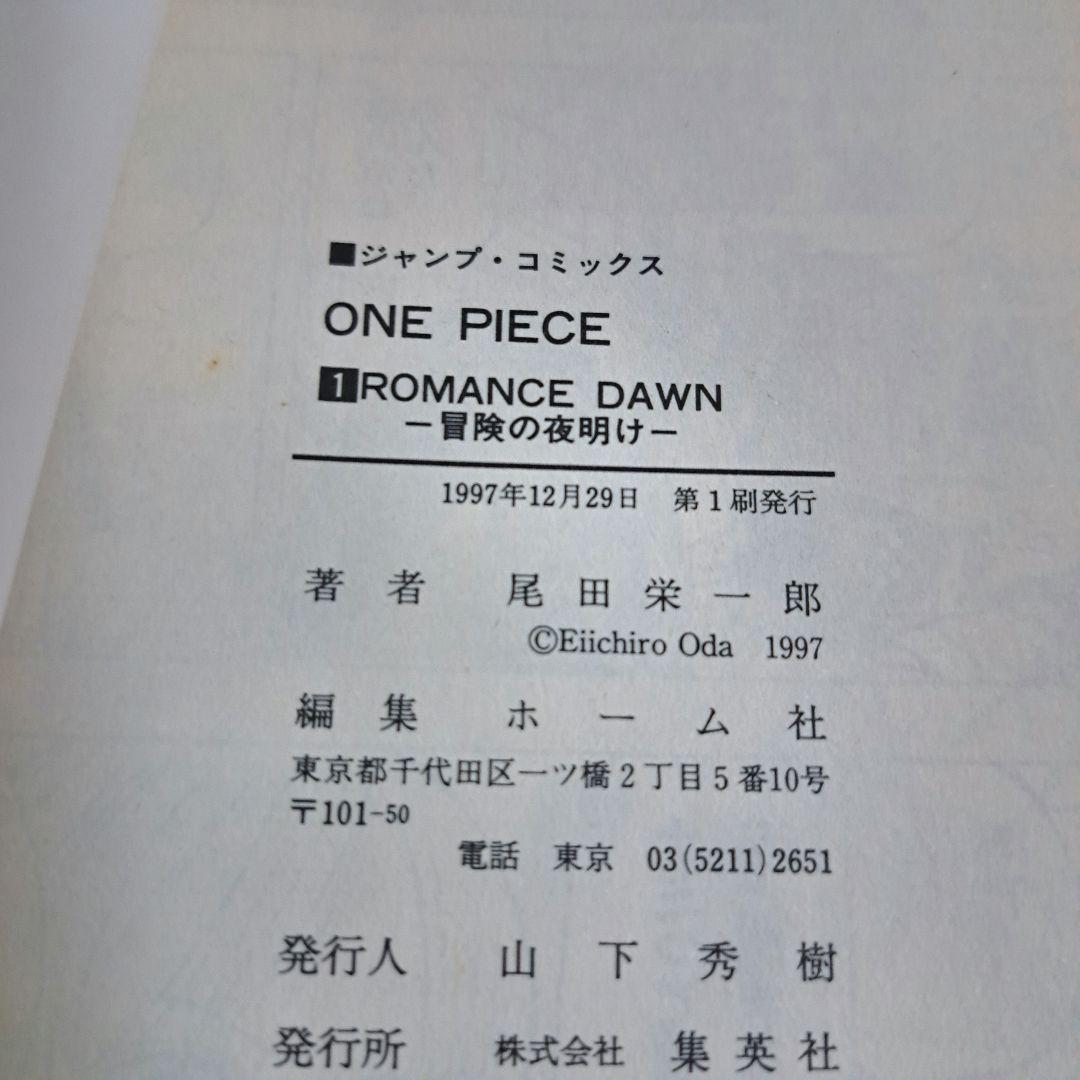 ■ジャンプ・コミックス
ONE PIECE
1 ROMANCE DAWN
―冒険の夜明け―
1997年12月29日 第1刷発行
著者 尾田栄一郎
©Eiichiro Oda 1997
編集 ホーム社
東京都千代田区一ツ橋2丁目5番10号
〒101-50
電話 東京 03(5211)2651
発行人 山下秀樹
発行所 株式会社 集英社